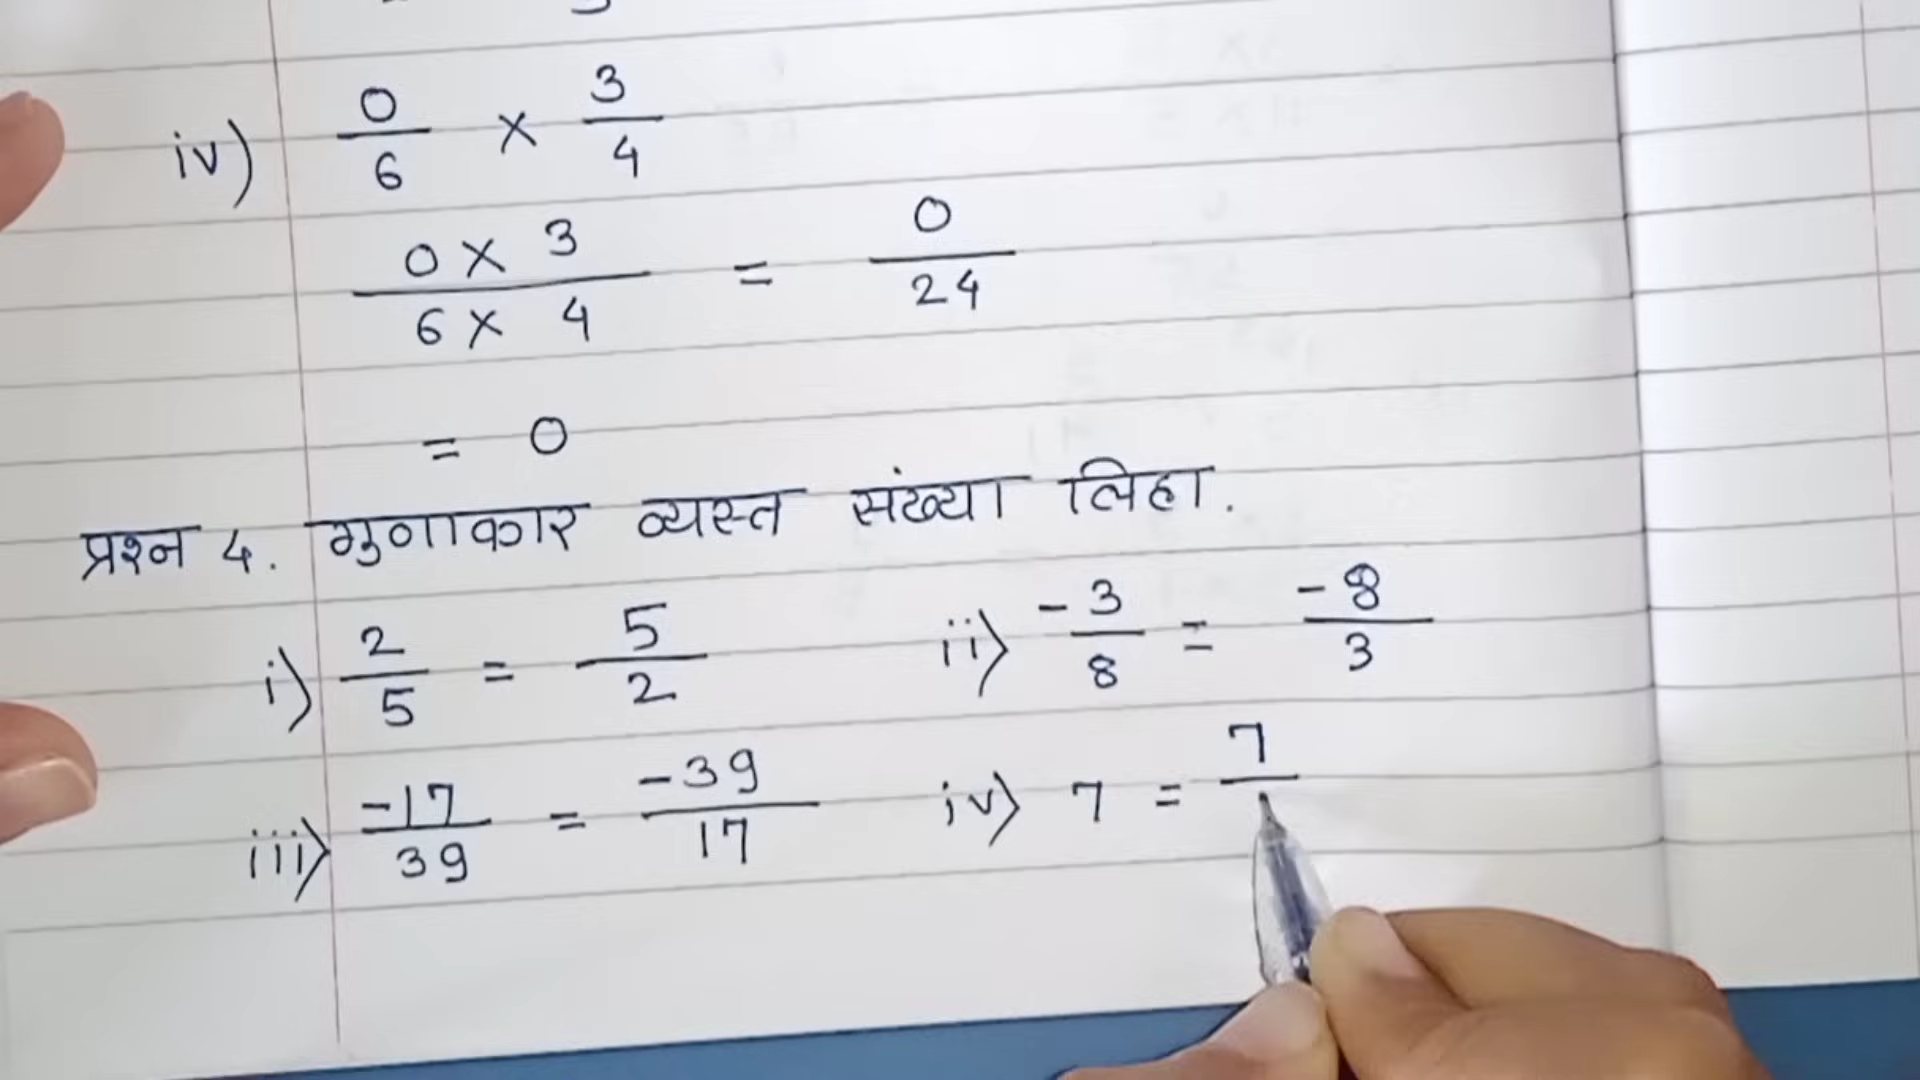 iv) 0/6 × 3/4
0 × 3 / 6 × 4 = 0/24
= 0
प्रश्न 4. गुणाकार व्यस्त संख्या लिहा.
i) 2/5 = 5/2 ii) -3/8 = -8/3
iii) -17/39 = -39/17 iv) 7 = 7/